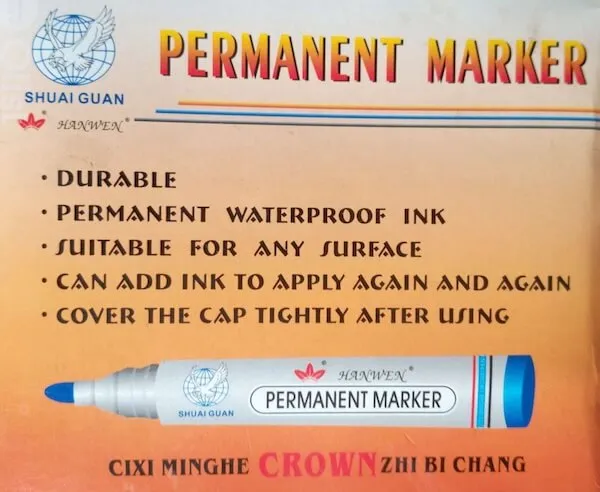 PERMANENT MARKER
SHUAI GUAN
HANWEN®
• DURABLE
• PERMANENT WATERPROOF INK
• SUITABLE FOR ANY SURFACE
• CAN ADD INK TO APPLY AGAIN AND AGAIN
• COVER THE CAP TIGHTLY AFTER USING
HANWEN®
SHUAI GUAN
PERMANENT MARKER
CIXI MINGHE CROWN ZHI BI CHANG